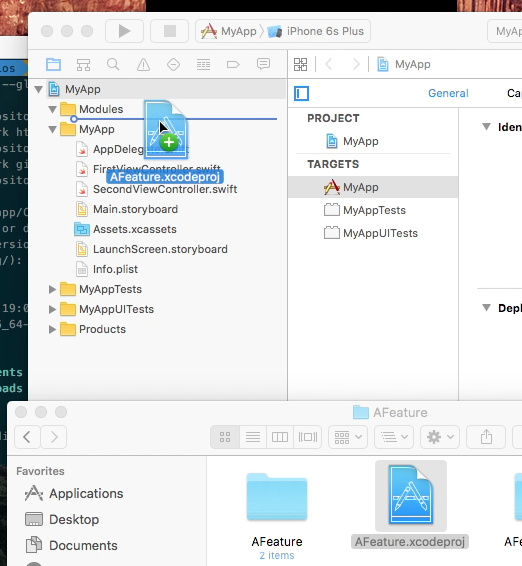 MyApp
iPhone 6s Plus
MyAp
MyApp
MyApp
General
Cap
Modules
MyApp
AppDeleg
FirstViewController.swift
AFeature.xcodeproj
SecondViewController.swift
Main.storyboard
Assets.xcassets
LaunchScreen.storyboard
Info.plist
MyAppTests
MyAppUITests
Products
PROJECT
MyApp
TARGETS
MyApp
MyAppTests
MyAppUITests
Iden
Depl
AFeature
Favorites
Applications
Desktop
Documents
AFeature
2 items
AFeature.xcodeproj
AFe